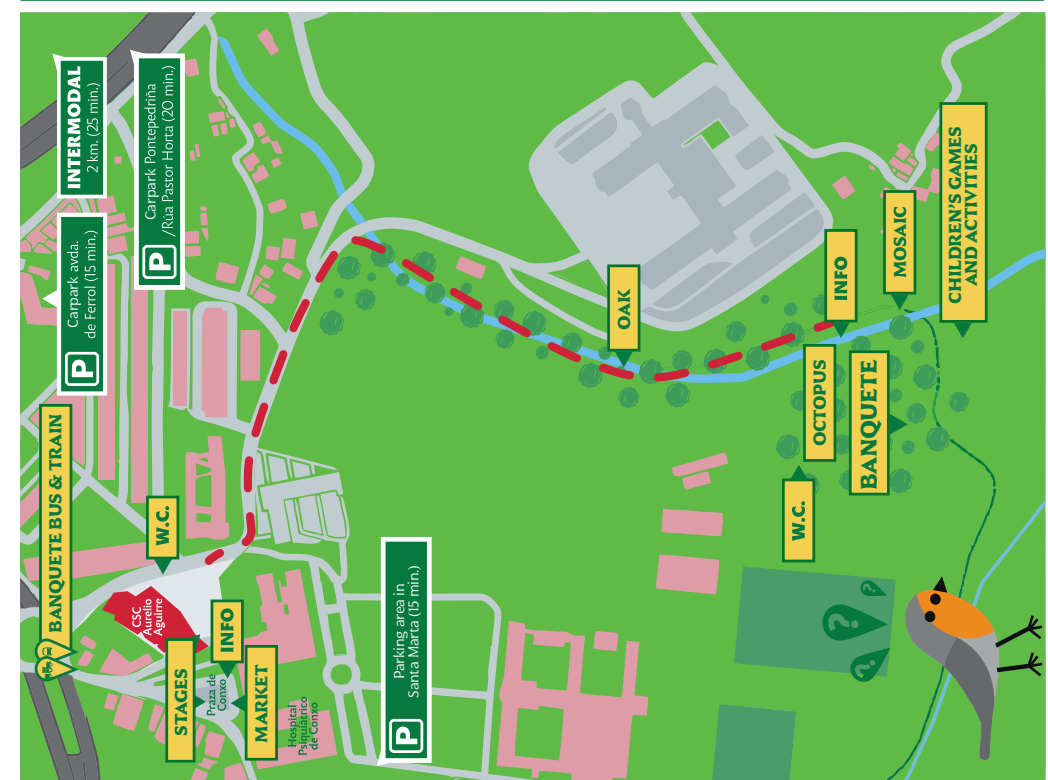 INTERMODAL
2 km. (25 min.)
P
Carpark Pontepedriña
/Rúa Pastor Horta (20 min.)
P
Carpark avda.
de Ferrol (15 min.)
BANQUETE BUS & TRAIN
BUS
W.C.
CSC
Aurelio
Aguirre
STAGES
INFO
Praza de
Conxo
MARKET
Hospital
Psiquiátrico
de Conxo
P
Parking area in
Santa Marta (15 min.)
OAK
INFO
MOSAIC
CHILDREN'S GAMES
AND ACTIVITIES
OCTOPUS
BANQUETE
W.C.
?
?
?